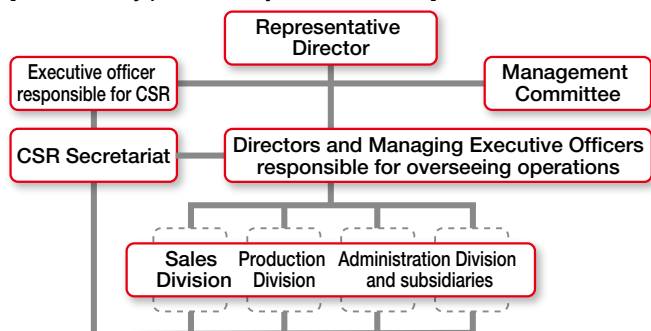 Representative
Director
Executive officer
responsible for CSR
Management
Committee
CSR Secretariat
Directors and Managing Executive Officers
responsible for overseeing operations
Sales
Division
Production
Division
Administration Division
and subsidiaries